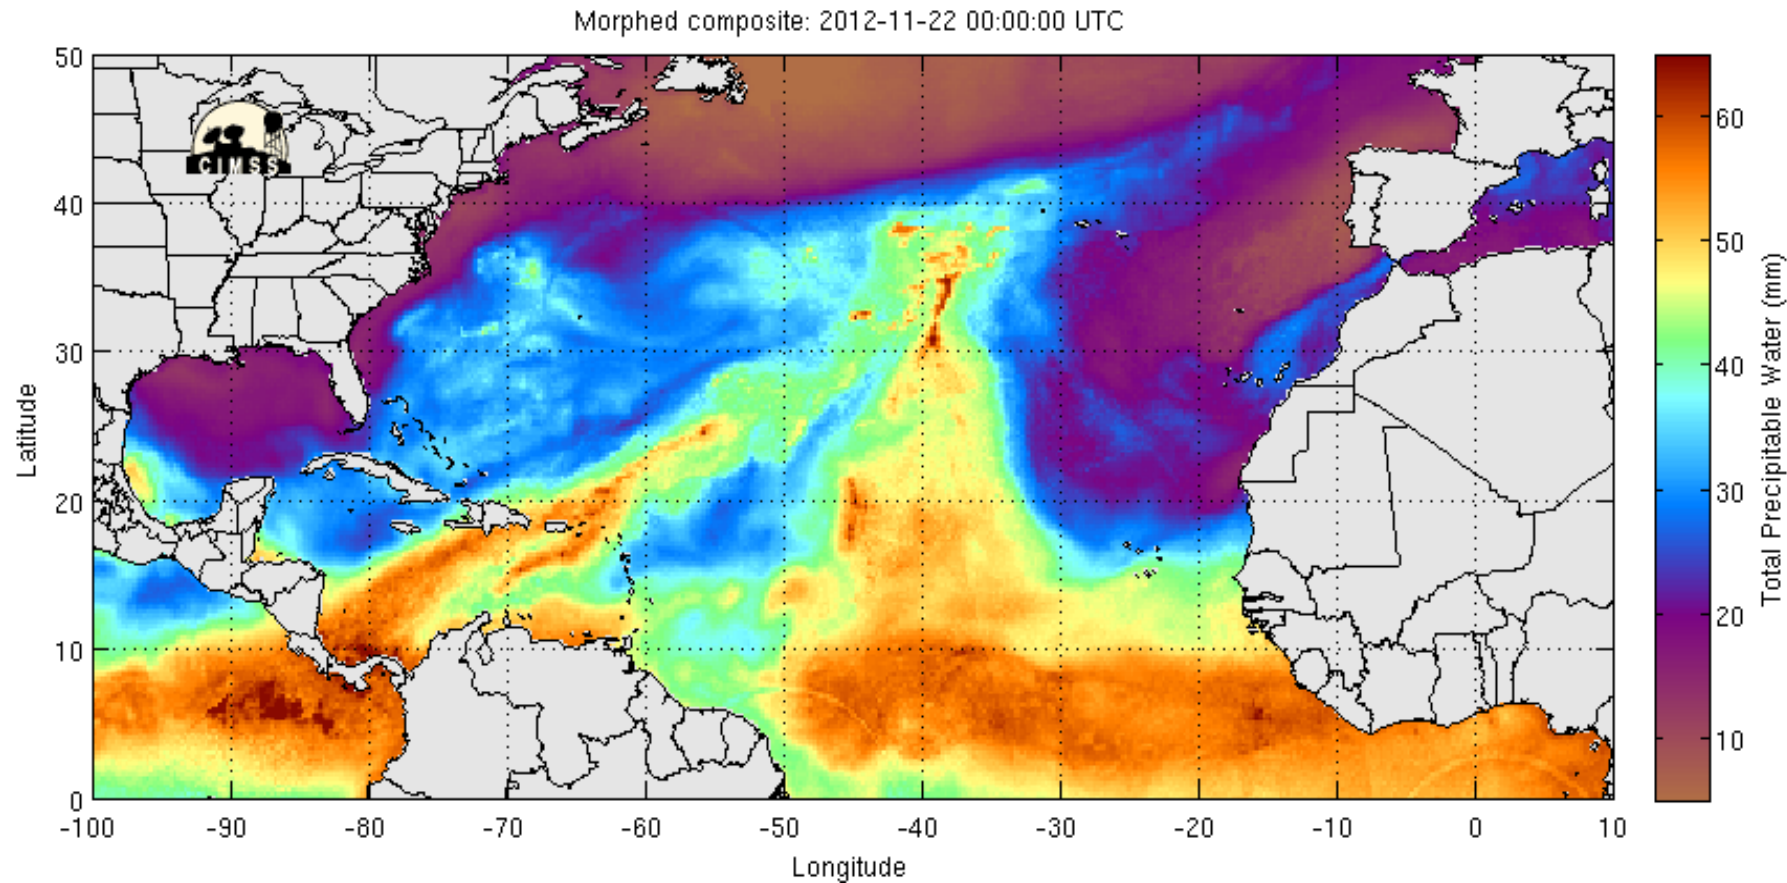 Morphed composite: 2012-11-22 00:00:00 UTC
CIMSS
50
40
30
20
10
0
Latitude
-100 -90 -80 -70 -60 -50 -40 -30 -20 -10 0 10
Longitude
60
50
40
30
20
10
Total Precipitable Water (mm)